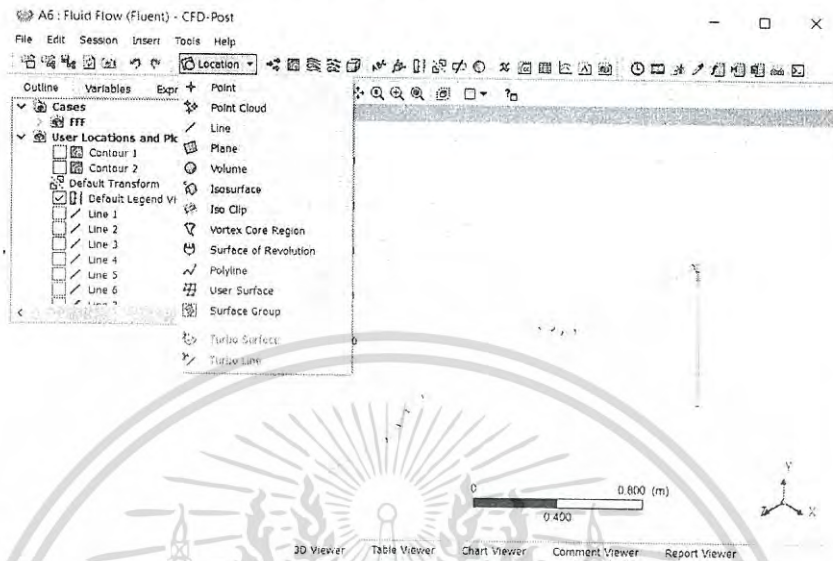 A6 : Fluid Flow (Fluent) - CFD-Post
File Edit Session Insert Tools Help
Location
Outline Variables Expr
Cases
fff
User Locations and Plo
Contour 1
Contour 2
Default Transform
Default Legend Vi
Line 1
Line 2
Line 3
Line 4
Line 5
Line 6
Point
Point Cloud
Line
Plane
Volume
Isosurface
Iso Clip
Vortex Core Region
Surface of Revolution
Polyline
User Surface
Surface Group
Turbo Surface
Turbo Line
0 0.800 (m)
0.400
Y
Z X
3D Viewer Table Viewer Chart Viewer Comment Viewer Report Viewer